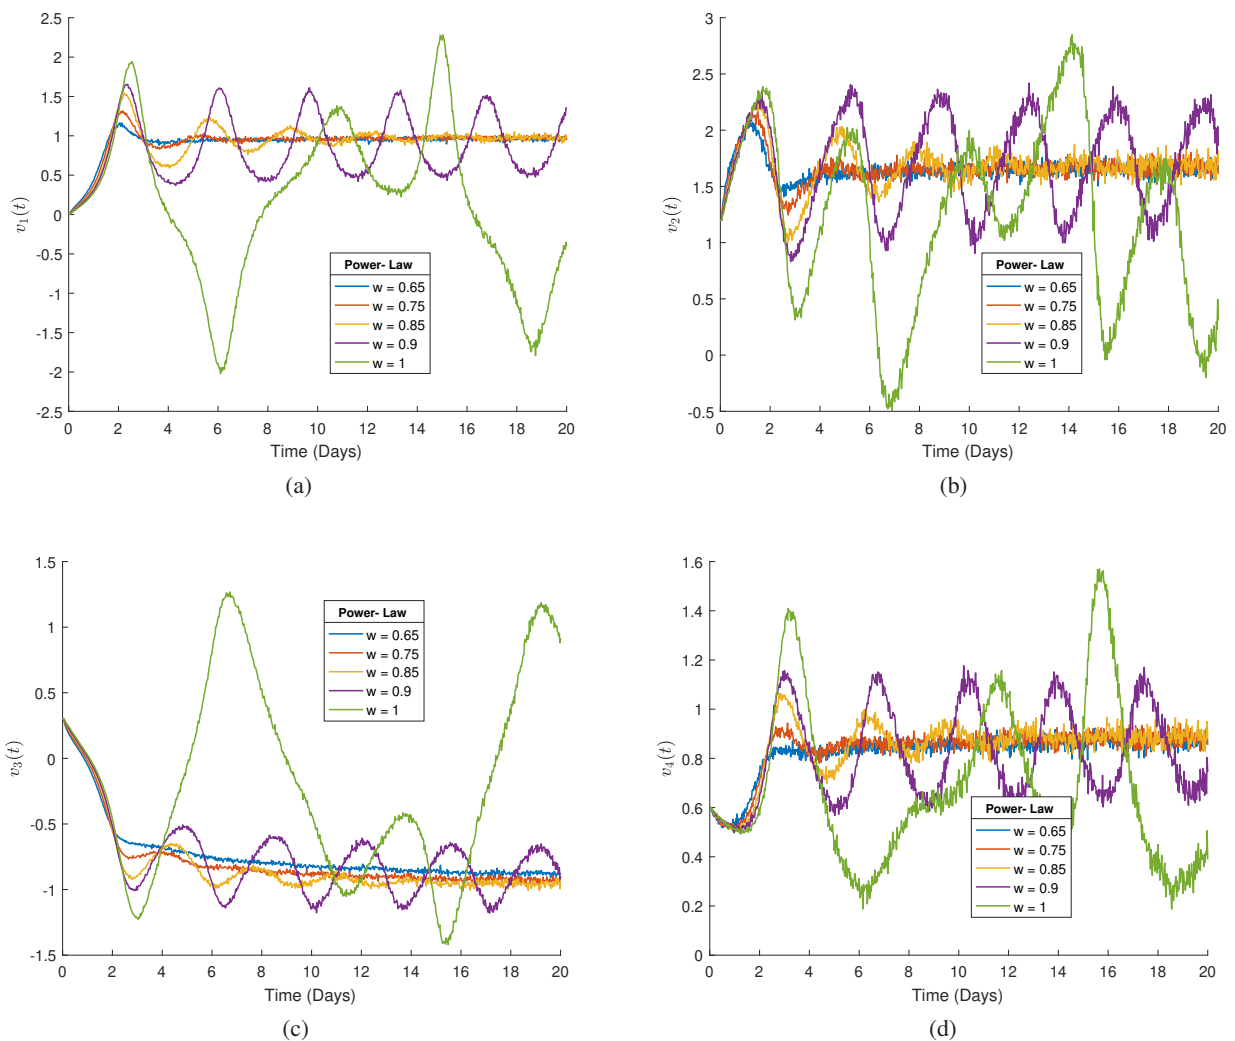 2.5
2
1.5
1
0.5
0
-0.5
-1
-1.5
-2
-2.5
v1(t)
0 2 4 6 8 10 12 14 16 18 20
Time (Days)
Power- Law
w = 0.65
w = 0.75
w = 0.85
w = 0.9
w = 1
(a)
3
2.5
2
1.5
1
0.5
0
-0.5
v2(t)
0 2 4 6 8 10 12 14 16 18 20
Time (Days)
Power- Law
w = 0.65
w = 0.75
w = 0.85
w = 0.9
w = 1
(b)
1.5
1
0.5
0
-0.5
-1
-1.5
v3(t)
0 2 4 6 8 10 12 14 16 18 20
Time (Days)
Power- Law
w = 0.65
w = 0.75
w = 0.85
w = 0.9
w = 1
(c)
1.6
1.4
1.2
1
0.8
0.6
0.4
0.2
0
v4(t)
0 2 4 6 8 10 12 14 16 18 20
Time (Days)
Power- Law
w = 0.65
w = 0.75
w = 0.85
w = 0.9
w = 1
(d)